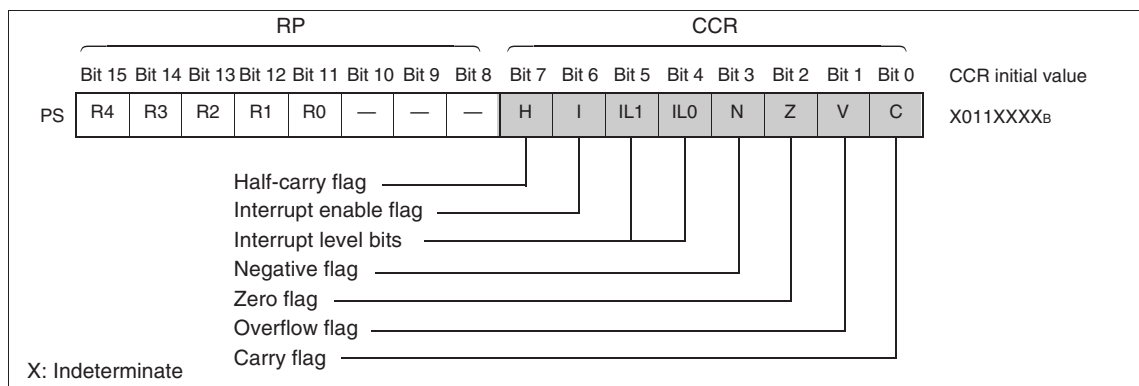 RP CCR
Bit 15 Bit 14 Bit 13 Bit 12 Bit 11 Bit 10 Bit 9 Bit 8 Bit 7 Bit 6 Bit 5 Bit 4 Bit 3 Bit 2 Bit 1 Bit 0 CCR initial value
PS R4 R3 R2 R1 R0 — — — H I IL1 IL0 N Z V C X011XXXXB
Half-carry flag
Interrupt enable flag
Interrupt level bits
Negative flag
Zero flag
Overflow flag
Carry flag
X: Indeterminate